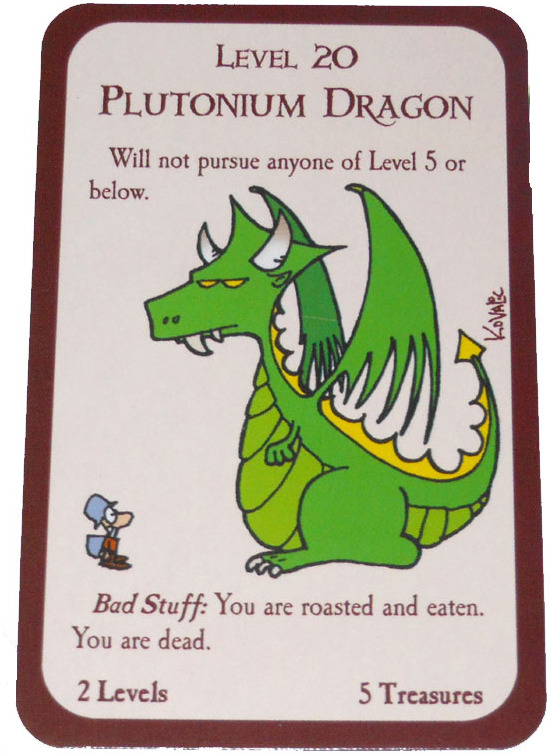 Level 20
Plutonium Dragon
Will not pursue anyone of Level 5 or
below.
Kovalic
Bad Stuff: You are roasted and eaten.
You are dead.
2 Levels
5 Treasures